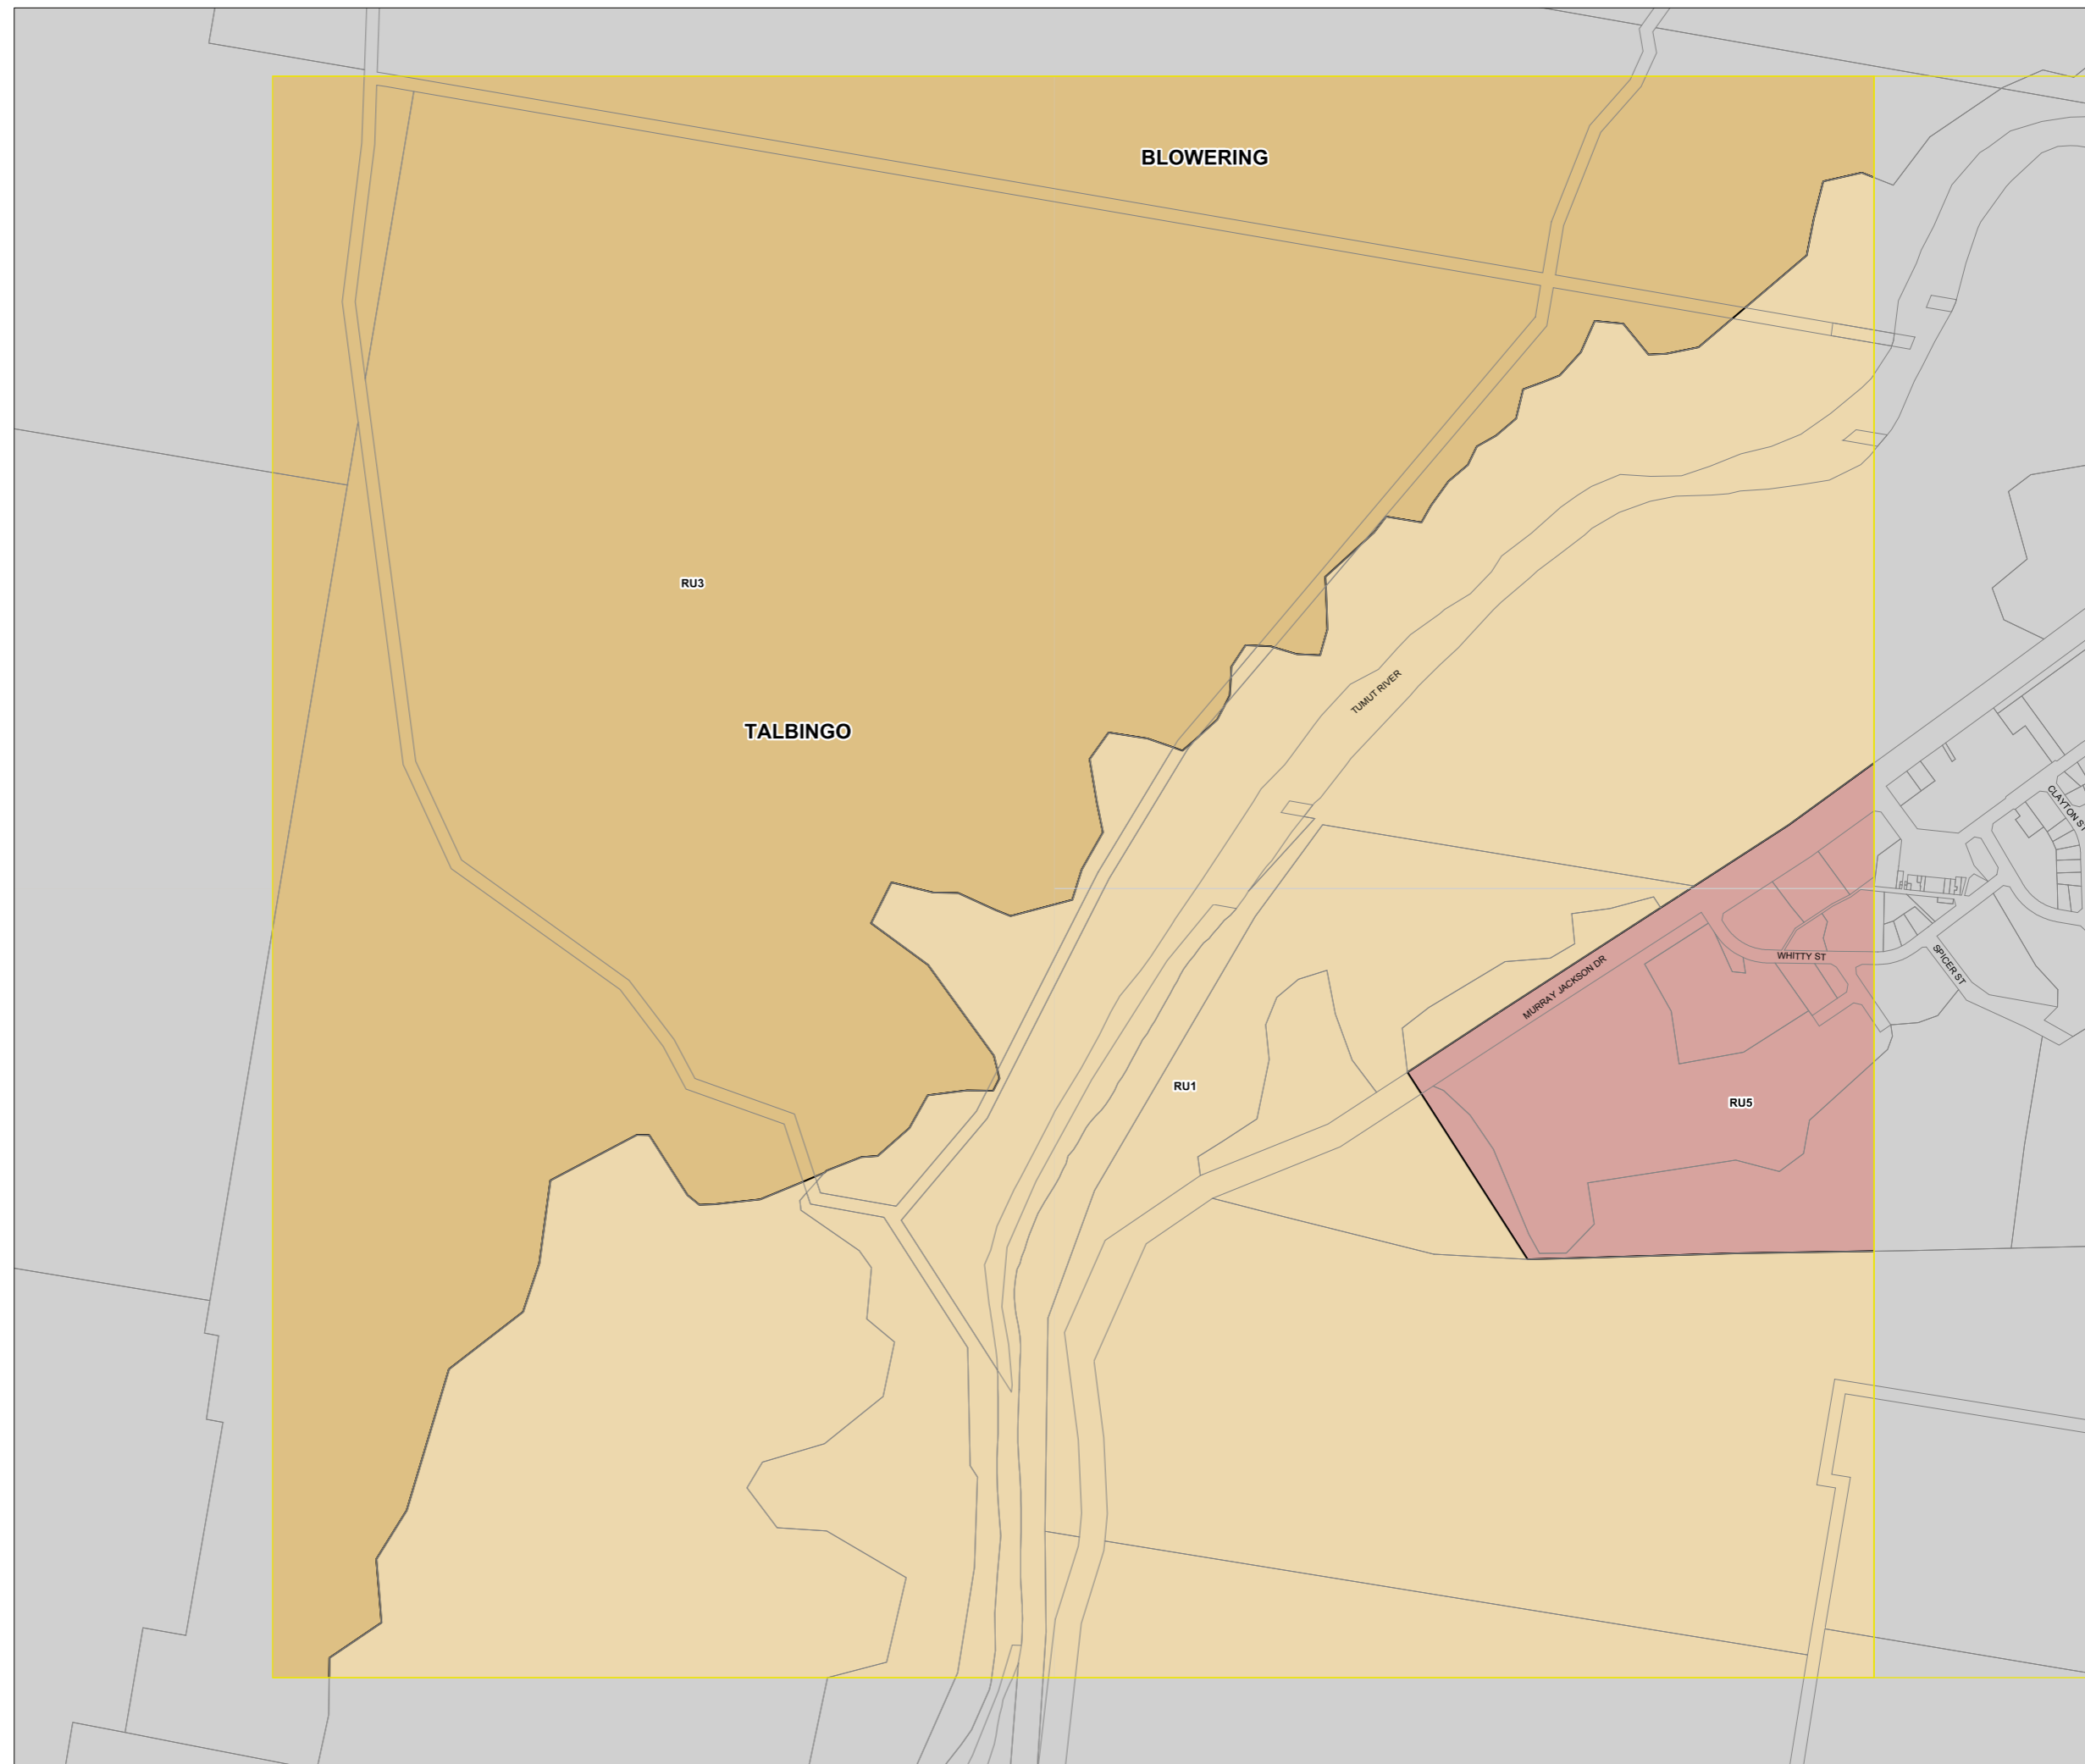 BLOWERING
RU3
TUMUT RIVER
TALBINGO
CLAYTON ST
WHITTY ST
SPICER ST
MURRAY JACKSON DR
RU1
RU5